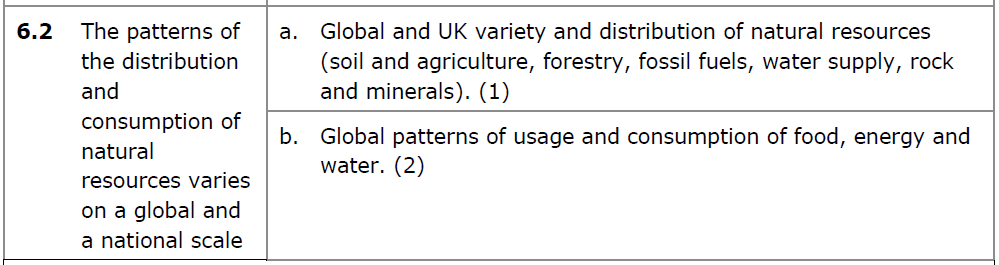 6.2 The patterns of
the distribution
and
consumption of
natural
resources varies
on a global and
a national scale
a. Global and UK variety and distribution of natural resources
(soil and agriculture, forestry, fossil fuels, water supply, rock
and minerals). (1)
b. Global patterns of usage and consumption of food, energy and
water. (2)